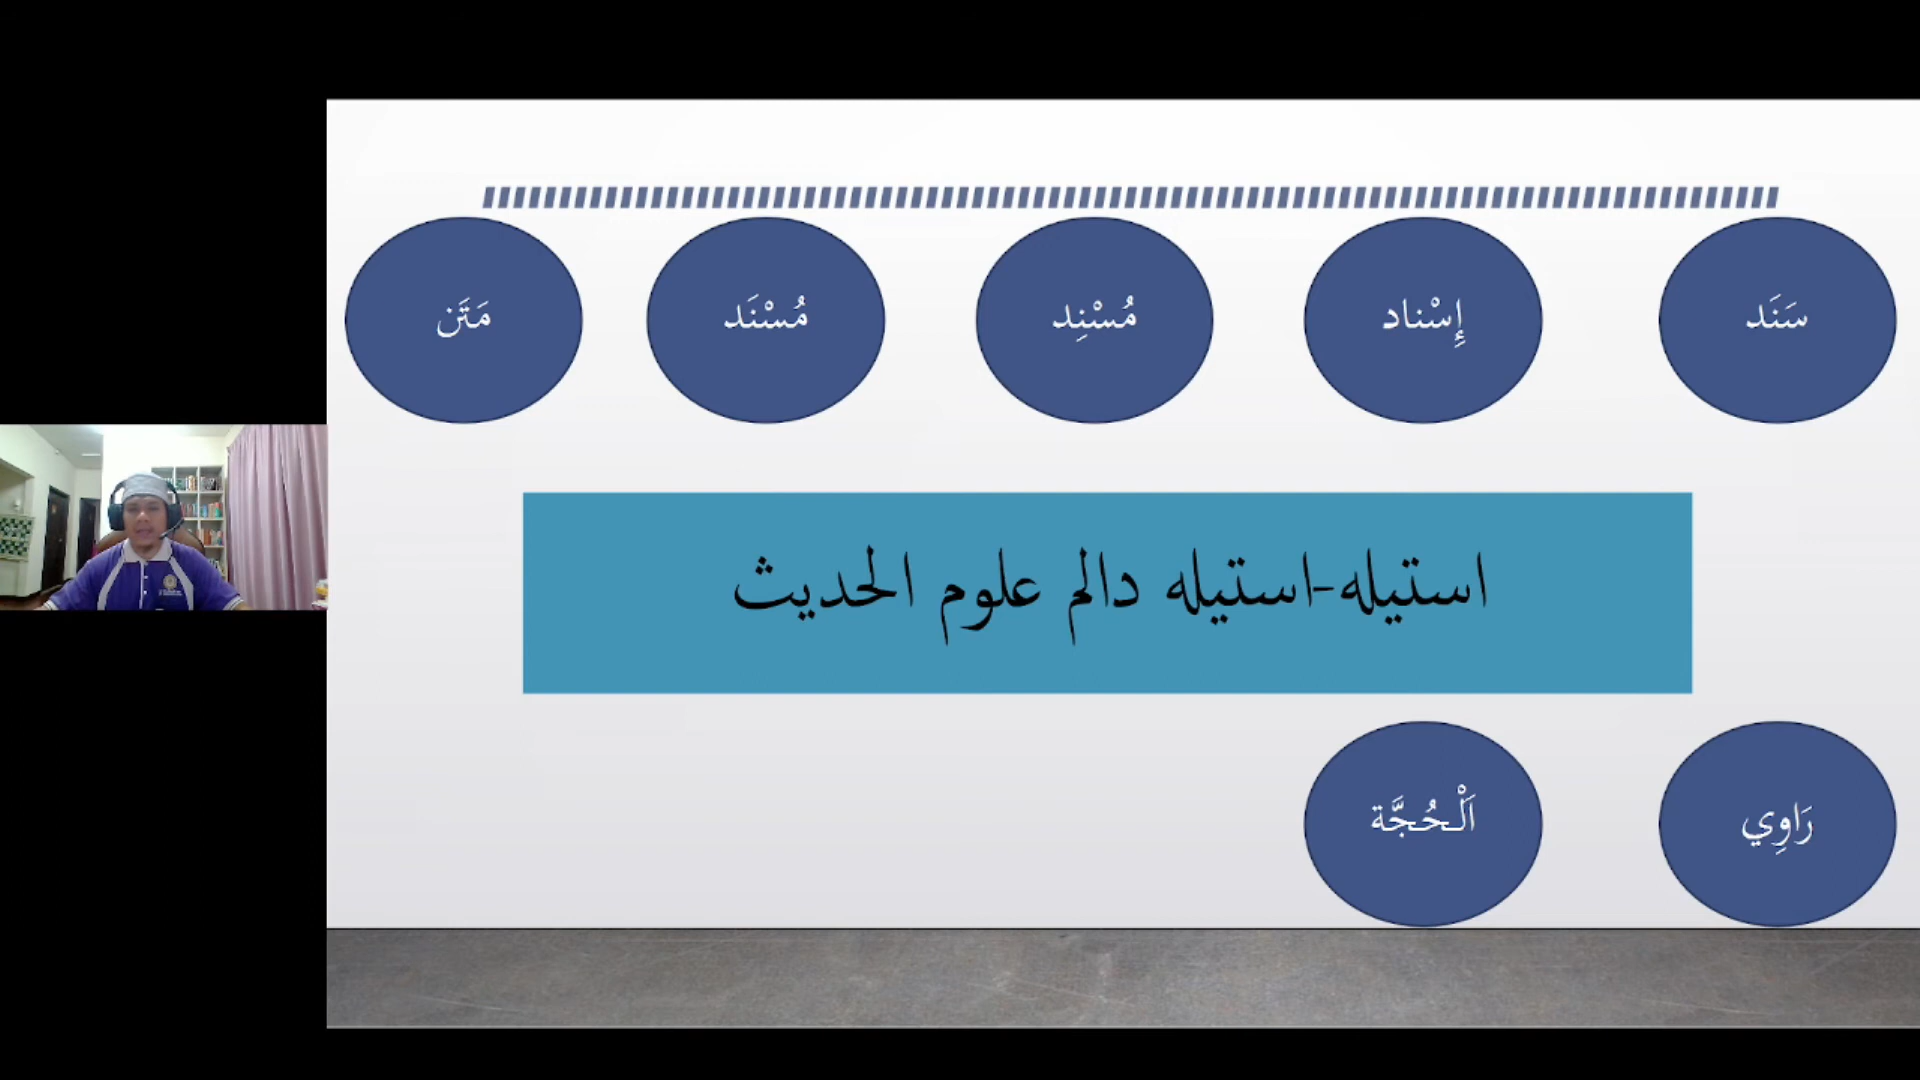 سَنَد
إِسْناد
مُسْنِد
مُسْنَد
مَتَن
استيله-استيله دالم علوم الحديث
رَاوِي
اَلْحُجَّة